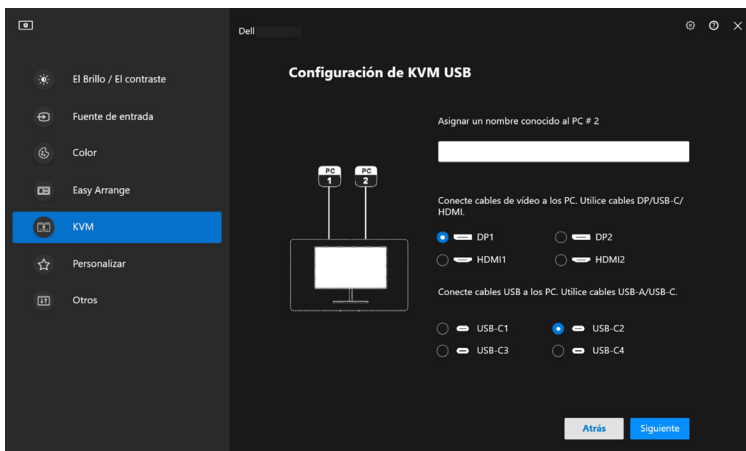 Dell
El Brillo / El contraste
Fuente de entrada
Color
Easy Arrange
KVM
Personalizar
Otros
Configuración de KVM USB
PC
1
PC
2
Asignar un nombre conocido al PC # 2
Conecte cables de vídeo a los PC. Utilice cables DP/USB-C/
HDMI.
DP1
DP2
HDMI1
HDMI2
Conecte cables USB a los PC. Utilice cables USB-A/USB-C.
USB-C1
USB-C2
USB-C3
USB-C4
Atrás
Siguiente